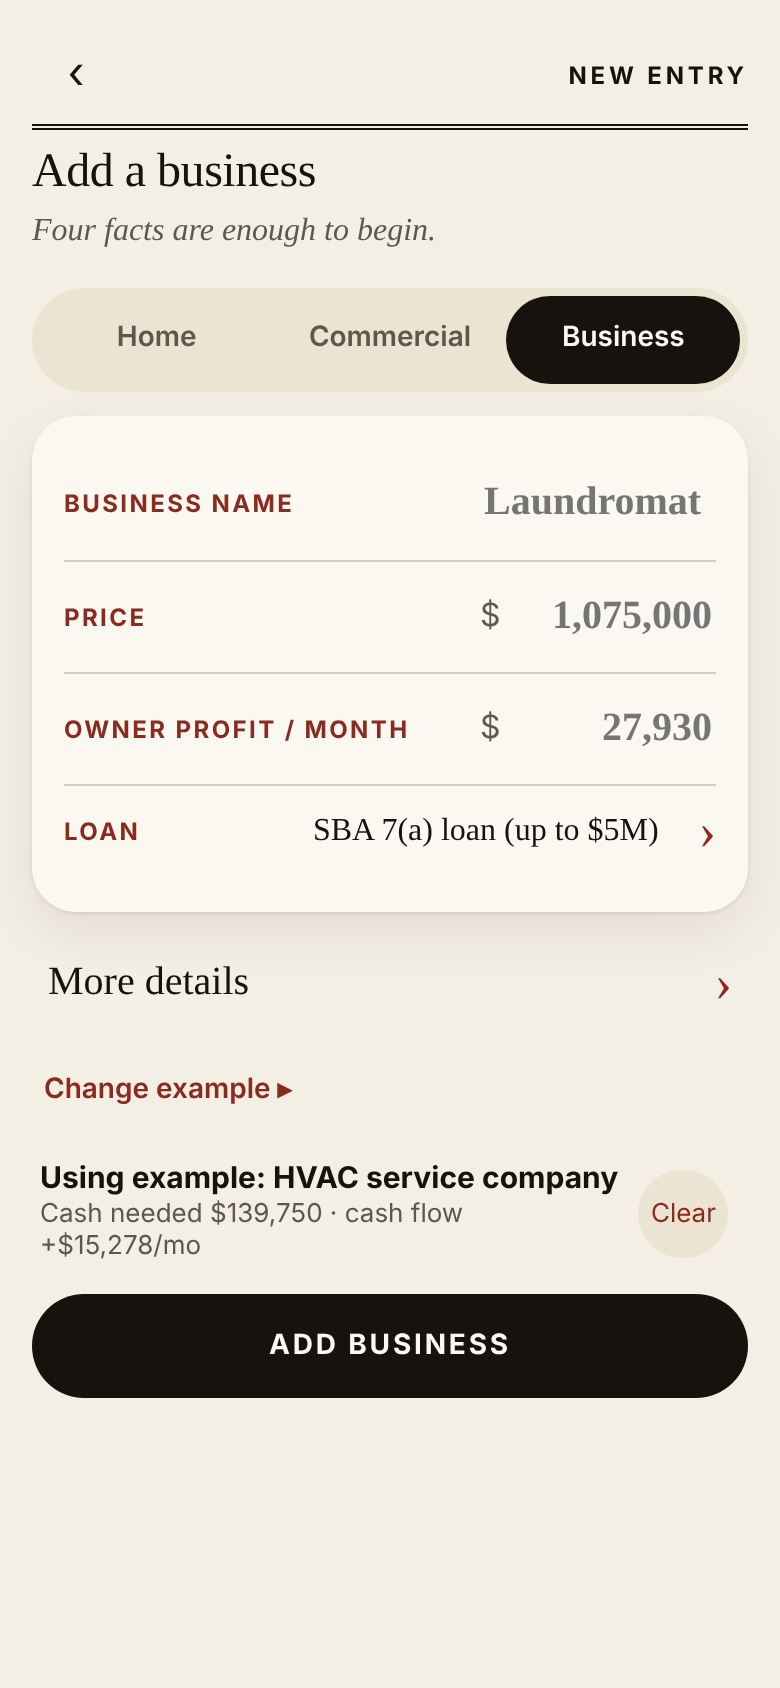 ‹
NEW ENTRY
Add a business
Four facts are enough to begin.
Home Commercial Business
BUSINESS NAME Laundromat
PRICE $ 1,075,000
OWNER PROFIT / MONTH $ 27,930
LOAN SBA 7(a) loan (up to $5M) ›
More details ›
Change example ▸
Using example: HVAC service company
Cash needed $139,750 · cash flow
+$15,278/mo
Clear
ADD BUSINESS